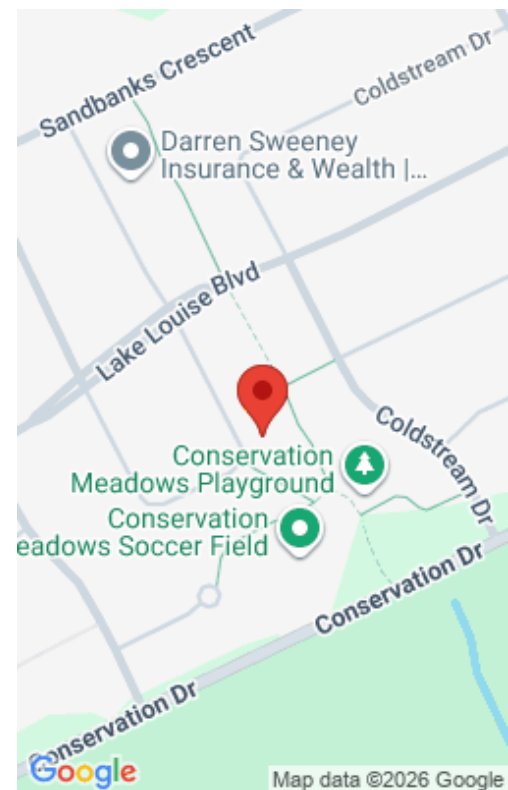 Sandbanks Crescent
Coldstream Dr
Darren Sweeney
Insurance & Wealth |...
Lake Louise Blvd
Coldstream Dr
Conservation
Meadows Playground
Conservation
eadows Soccer Field
Conservation Dr
Conservation Dr
Google
Map data ©2026 Google